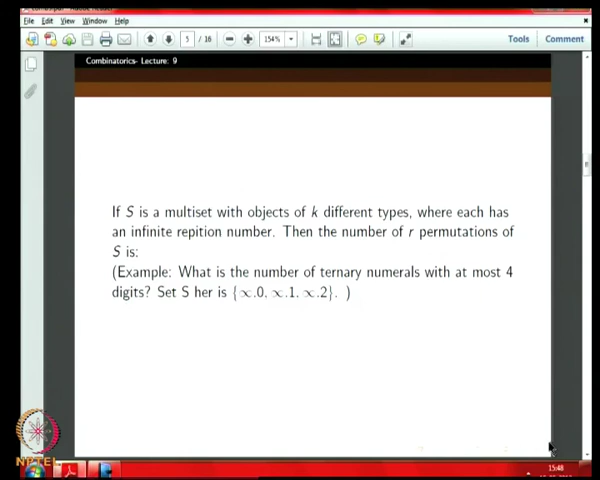 File Edit View Window Help
5 / 16 154% Tools Comment
Combinatorics- Lecture: 9
If S is a multiset with objects of k different types, where each has
an infinite repition number. Then the number of r permutations of
S is:
(Example: What is the number of ternary numerals with at most 4
digits? Set S her is {∝.0, ∝.1, ∝.2}. )
NPTEL
15:48